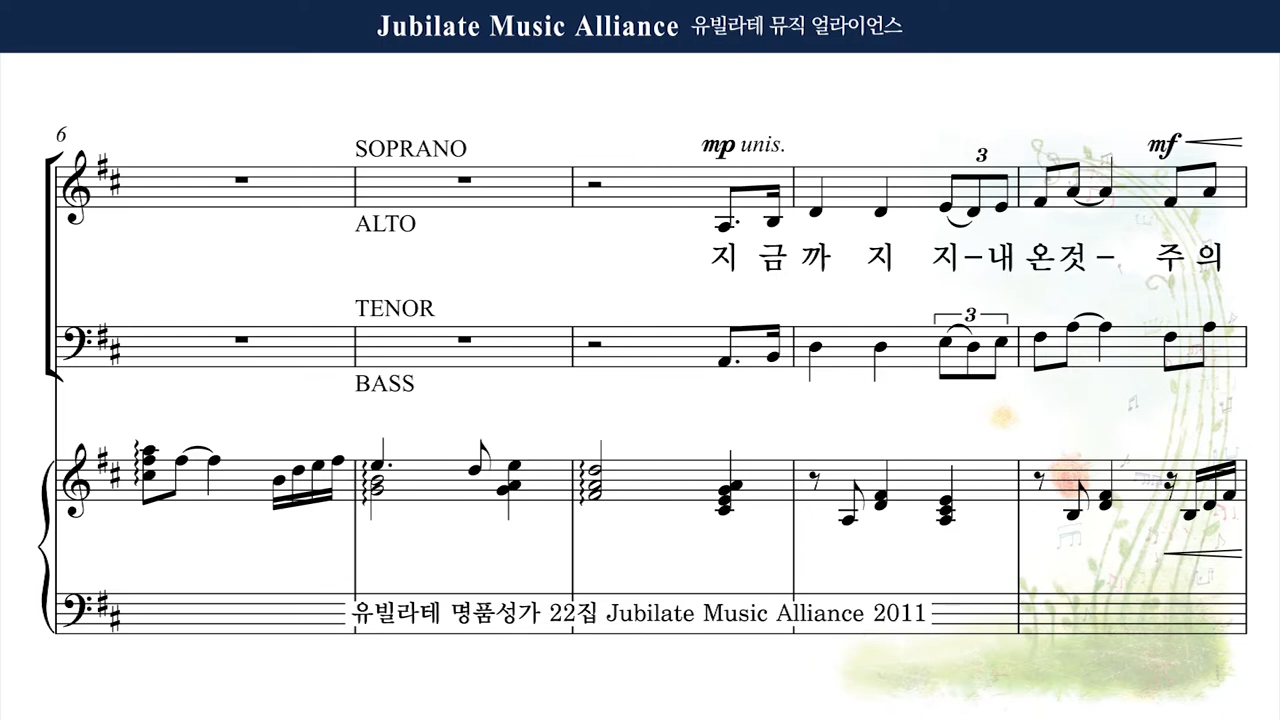 Jubilate Music Alliance 유빌라테 뮤직 얼라이언스
6
SOPRANO
mp unis.
3
mf
ALTO
지 금 까 지 지-내 온것- 주 의
TENOR
3
BASS
유빌라테 명품성가 22집 Jubilate Music Alliance 2011